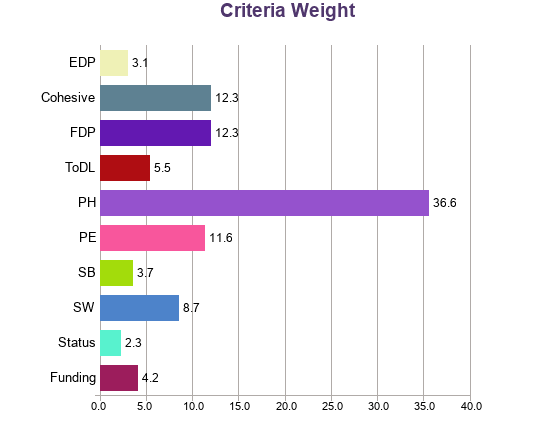 Criteria Weight
EDP 3.1
Cohesive 12.3
FDP 12.3
ToDL 5.5
PH 36.6
PE 11.6
SB 3.7
SW 8.7
Status 2.3
Funding 4.2
0.0 5.0 10.0 15.0 20.0 25.0 30.0 35.0 40.0